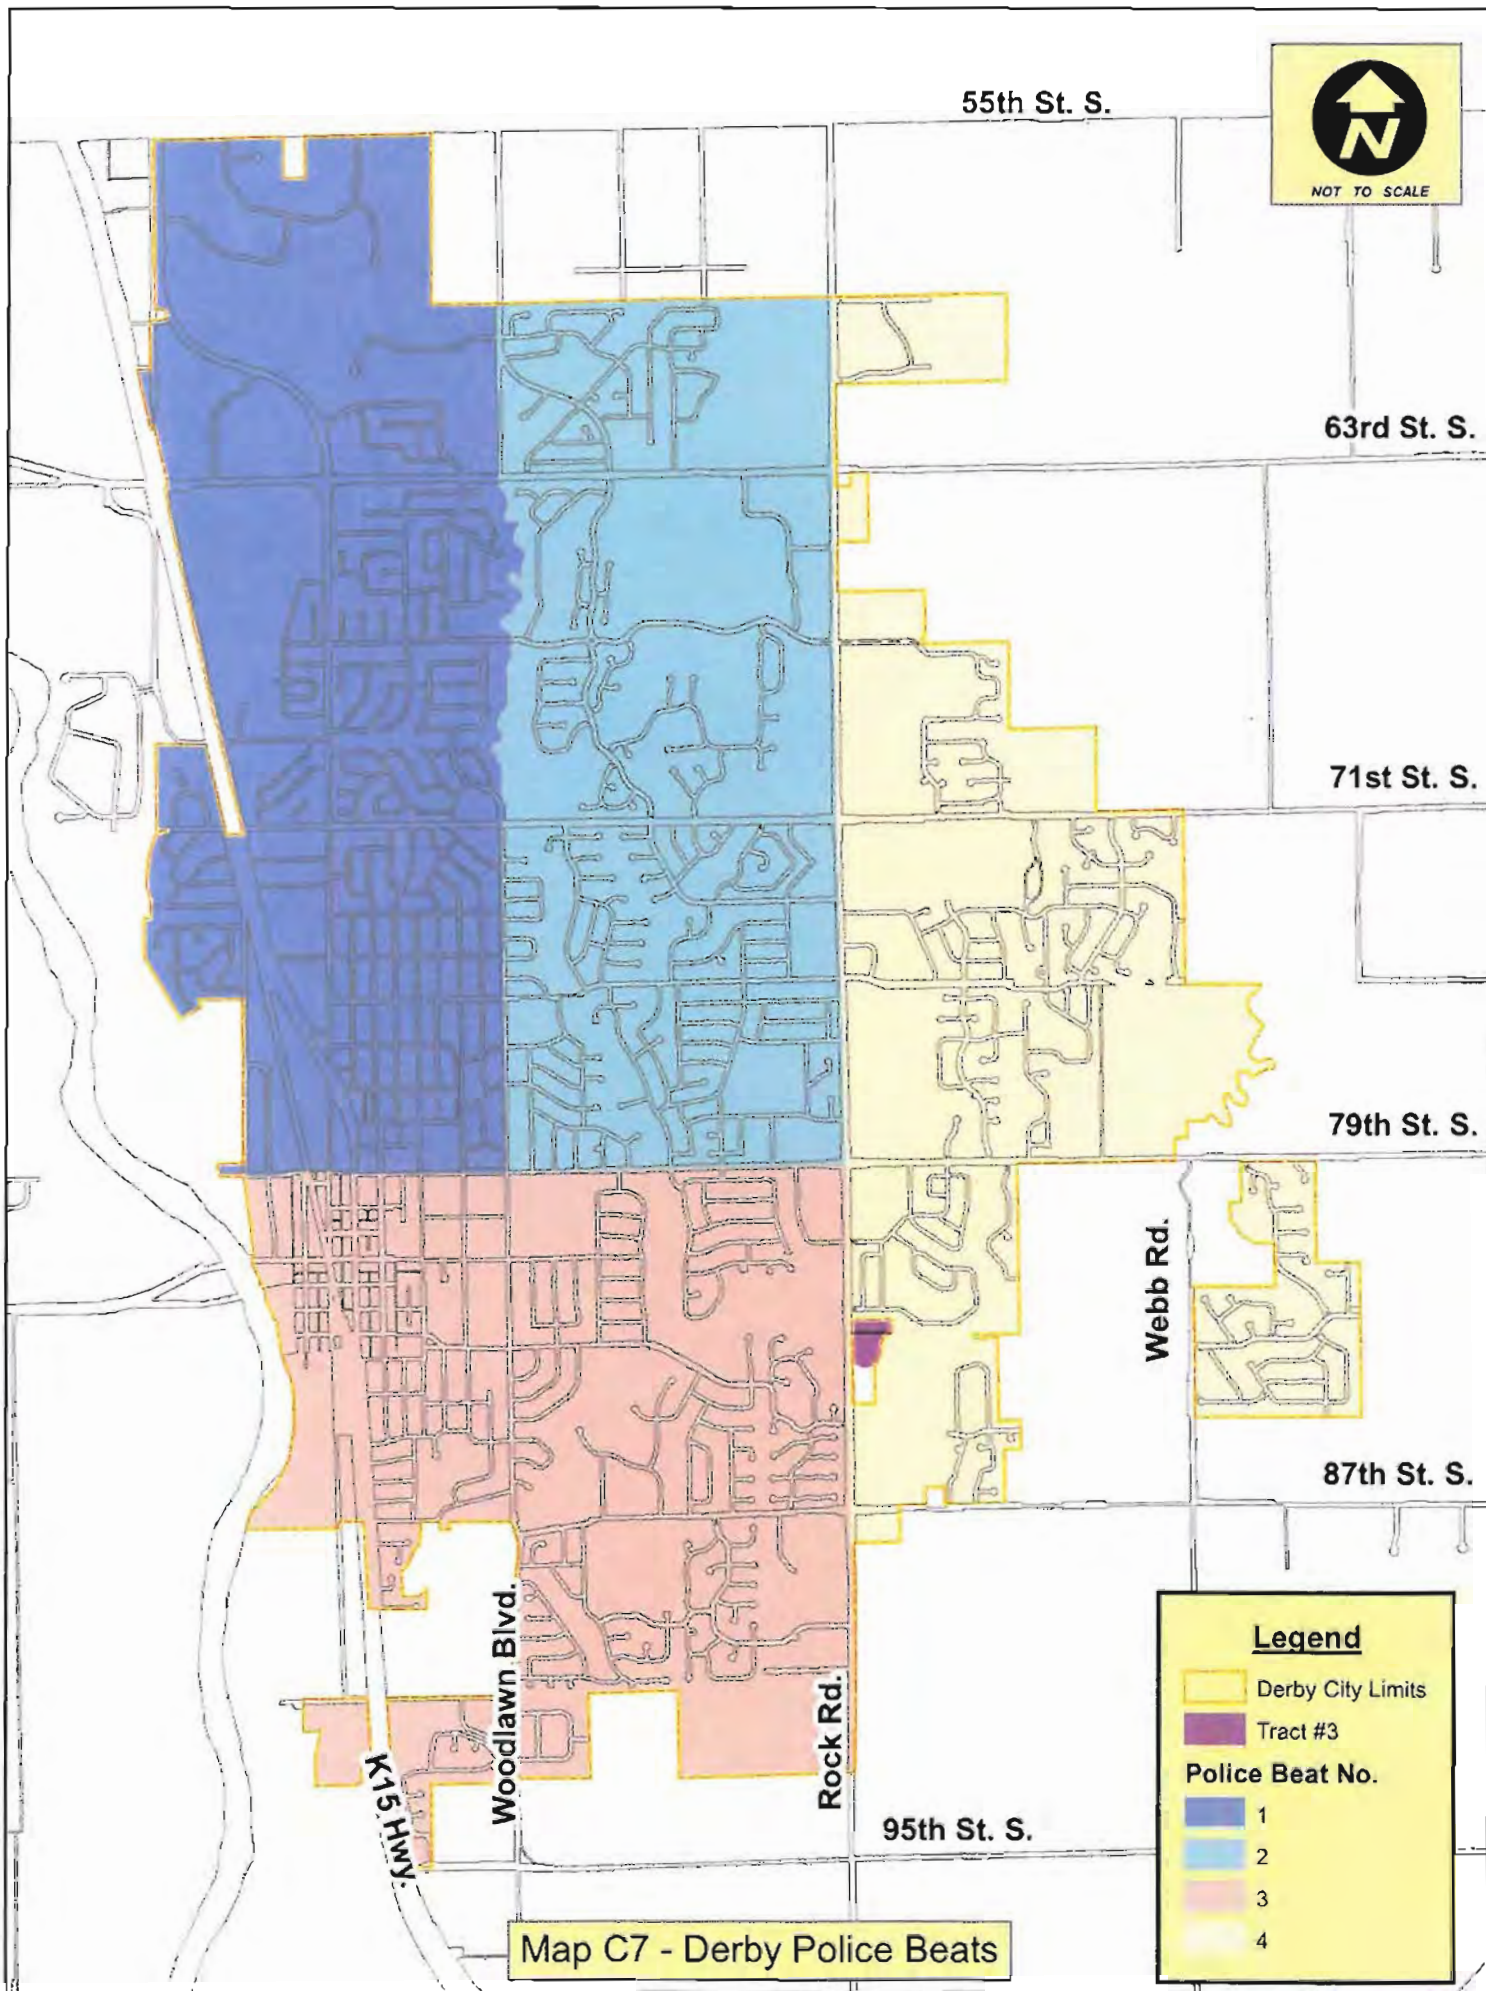 55th St. S.
N
NOT TO SCALE
63rd St. S.
71st St. S.
79th St. S.
Webb Rd.
87th St. S.
Woodlawn Blvd.
Rock Rd.
K15 Hwy.
95th St. S.
Legend
Derby City Limits
Tract #3
Police Beat No.
1
2
3
4
Map C7 - Derby Police Beats